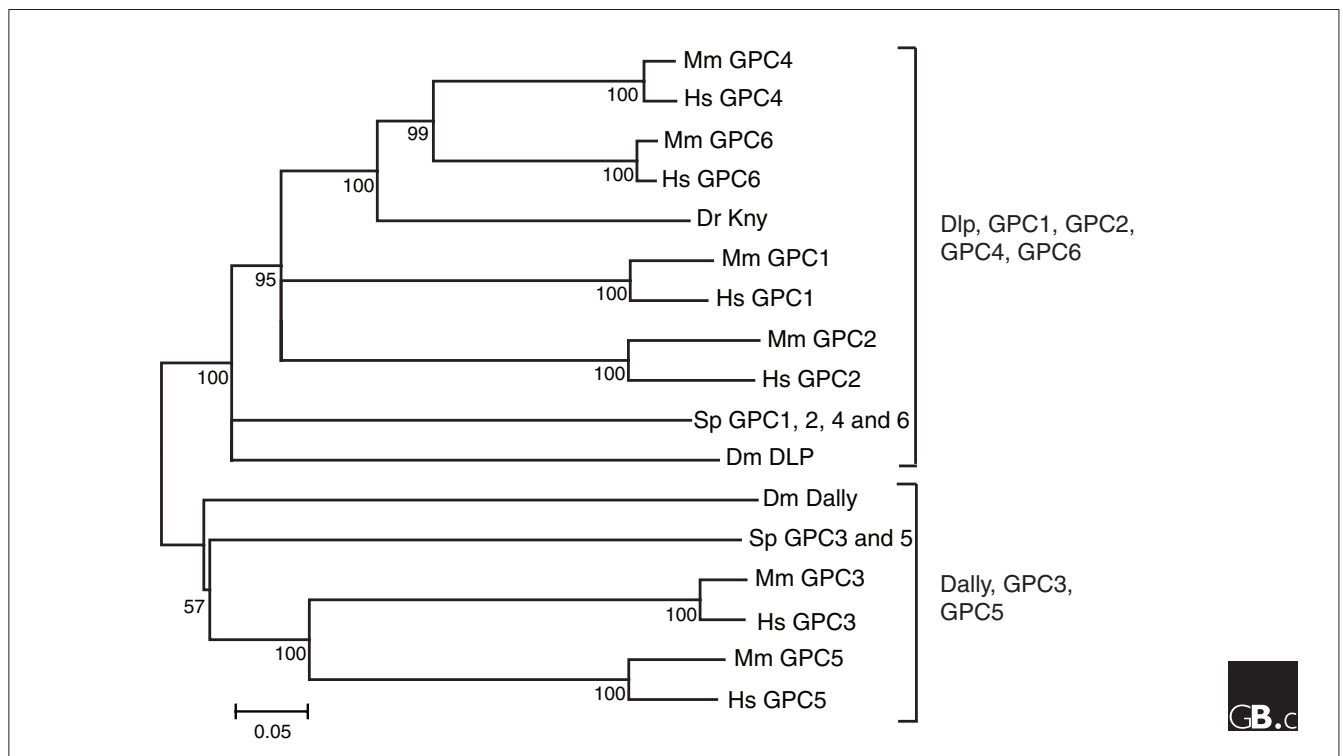 Mm GPC4
100
Hs GPC4
99
Mm GPC6
100
Hs GPC6
100
Dr Kny
Mm GPC1
95
100
Hs GPC1
Mm GPC2
100
100
Hs GPC2
Sp GPC1, 2, 4 and 6
Dm DLP
Dlp, GPC1, GPC2,
GPC4, GPC6
Dm Dally
Sp GPC3 and 5
Mm GPC3
57
100
Hs GPC3
100
Mm GPC5
100
Hs GPC5
Dally, GPC3,
GPC5
0.05
GB.c